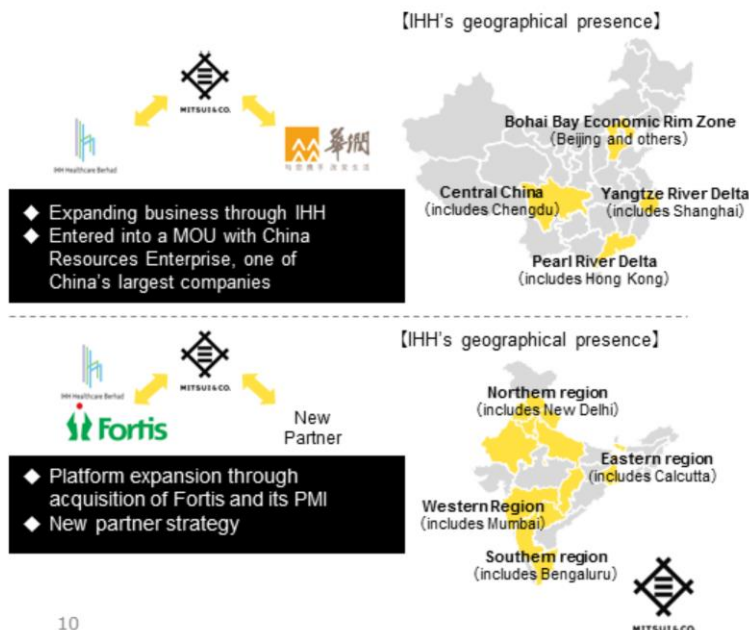 【IHH's geographical presence】
MITSUI & CO.
IHH Healthcare Berhad
華潤
Bohai Bay Economic Rim Zone
(Beijing and others)
Central China
(includes Chengdu)
Yangtze River Delta
(includes Shanghai)
Pearl River Delta
(includes Hong Kong)
◆ Expanding business through IHH
◆ Entered into a MOU with China
Resources Enterprise, one of
China's largest companies
【IHH's geographical presence】
IHH Healthcare Berhad
MITSUI & CO.
Fortis
New
Partner
Northern region
(includes New Delhi)
Eastern region
(includes Calcutta)
Western Region
(includes Mumbai)
Southern region
(includes Bengaluru)
◆ Platform expansion through
acquisition of Fortis and its PMI
◆ New partner strategy
10
MITSUI & CO.